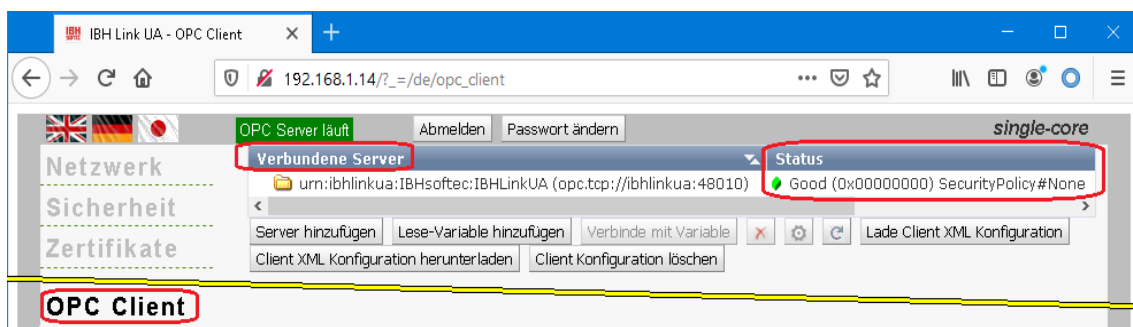 IBH Link UA - OPC Client
192.168.1.14/?_=/de/opc_client
OPC Server läuft
Abmelden
Passwort ändern
single-core
Netzwerk
Sicherheit
Zertifikate
OPC Client
Verbundene Server
Status
urn:ibhlinkua:IBHsoftec:IBHLinkUA (opc.tcp://ibhlinkua:48010)
Good (0x00000000) SecurityPolicy#None
Server hinzufügen
Lese-Variable hinzufügen
Verbinde mit Variable
Lade Client XML Konfiguration
Client XML Konfiguration herunterladen
Client Konfiguration löschen